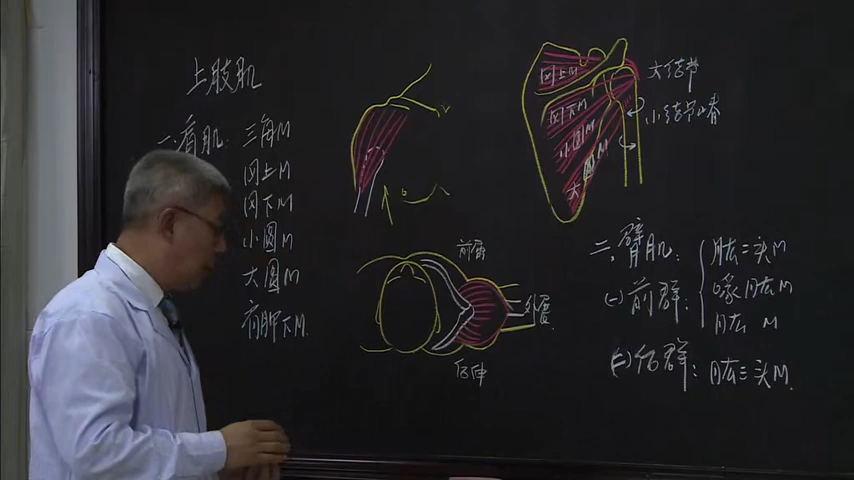 上肢肌
一、肩肌:三角M
冈上M
冈下M
小圆M
大圆M
肩胛下M.
冈上M
冈下M
小圆M
大圆M
大结节
小结节嵴
前屈
外展
后伸
二、臂肌:
(一)前群:
肱二头M
喙肱M
肱M
(二)后群:肱三头M.